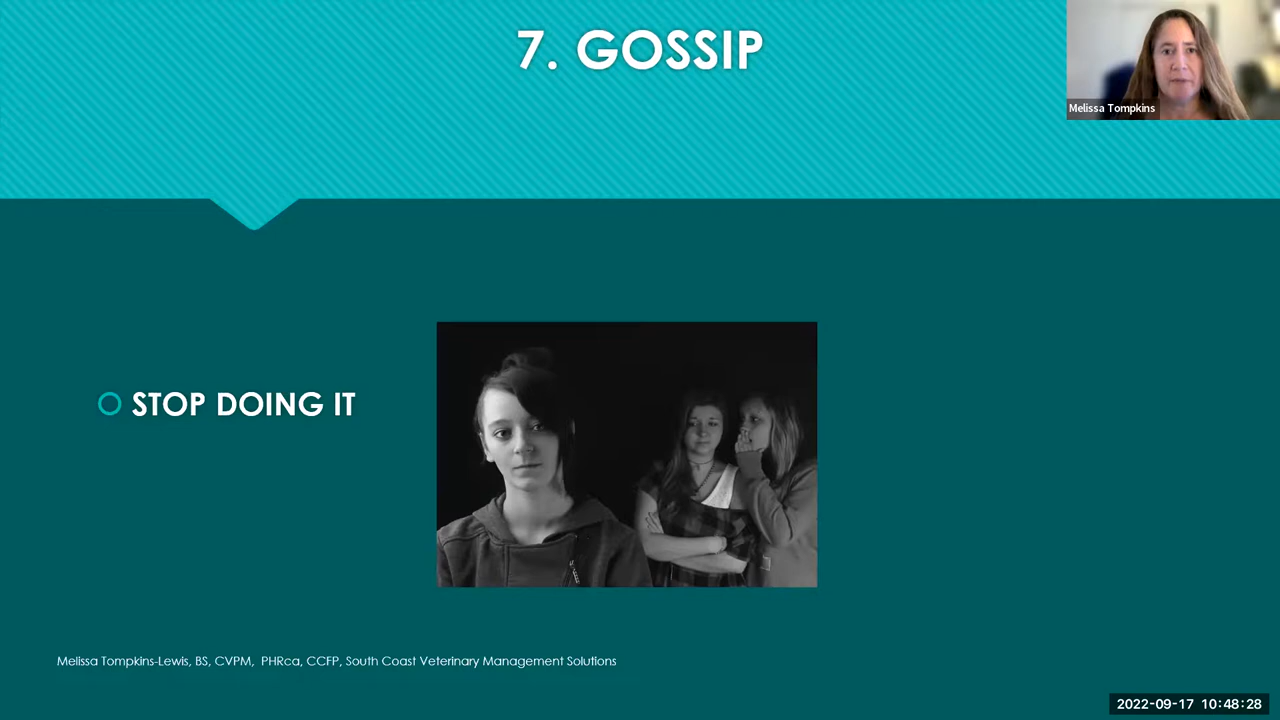 7. GOSSIP
Melissa Tompkins
STOP DOING IT
Melissa Tompkins-Lewis, BS, CVPM, PHRca, CCFP, South Coast Veterinary Management Solutions
2022-09-17 10:48:28